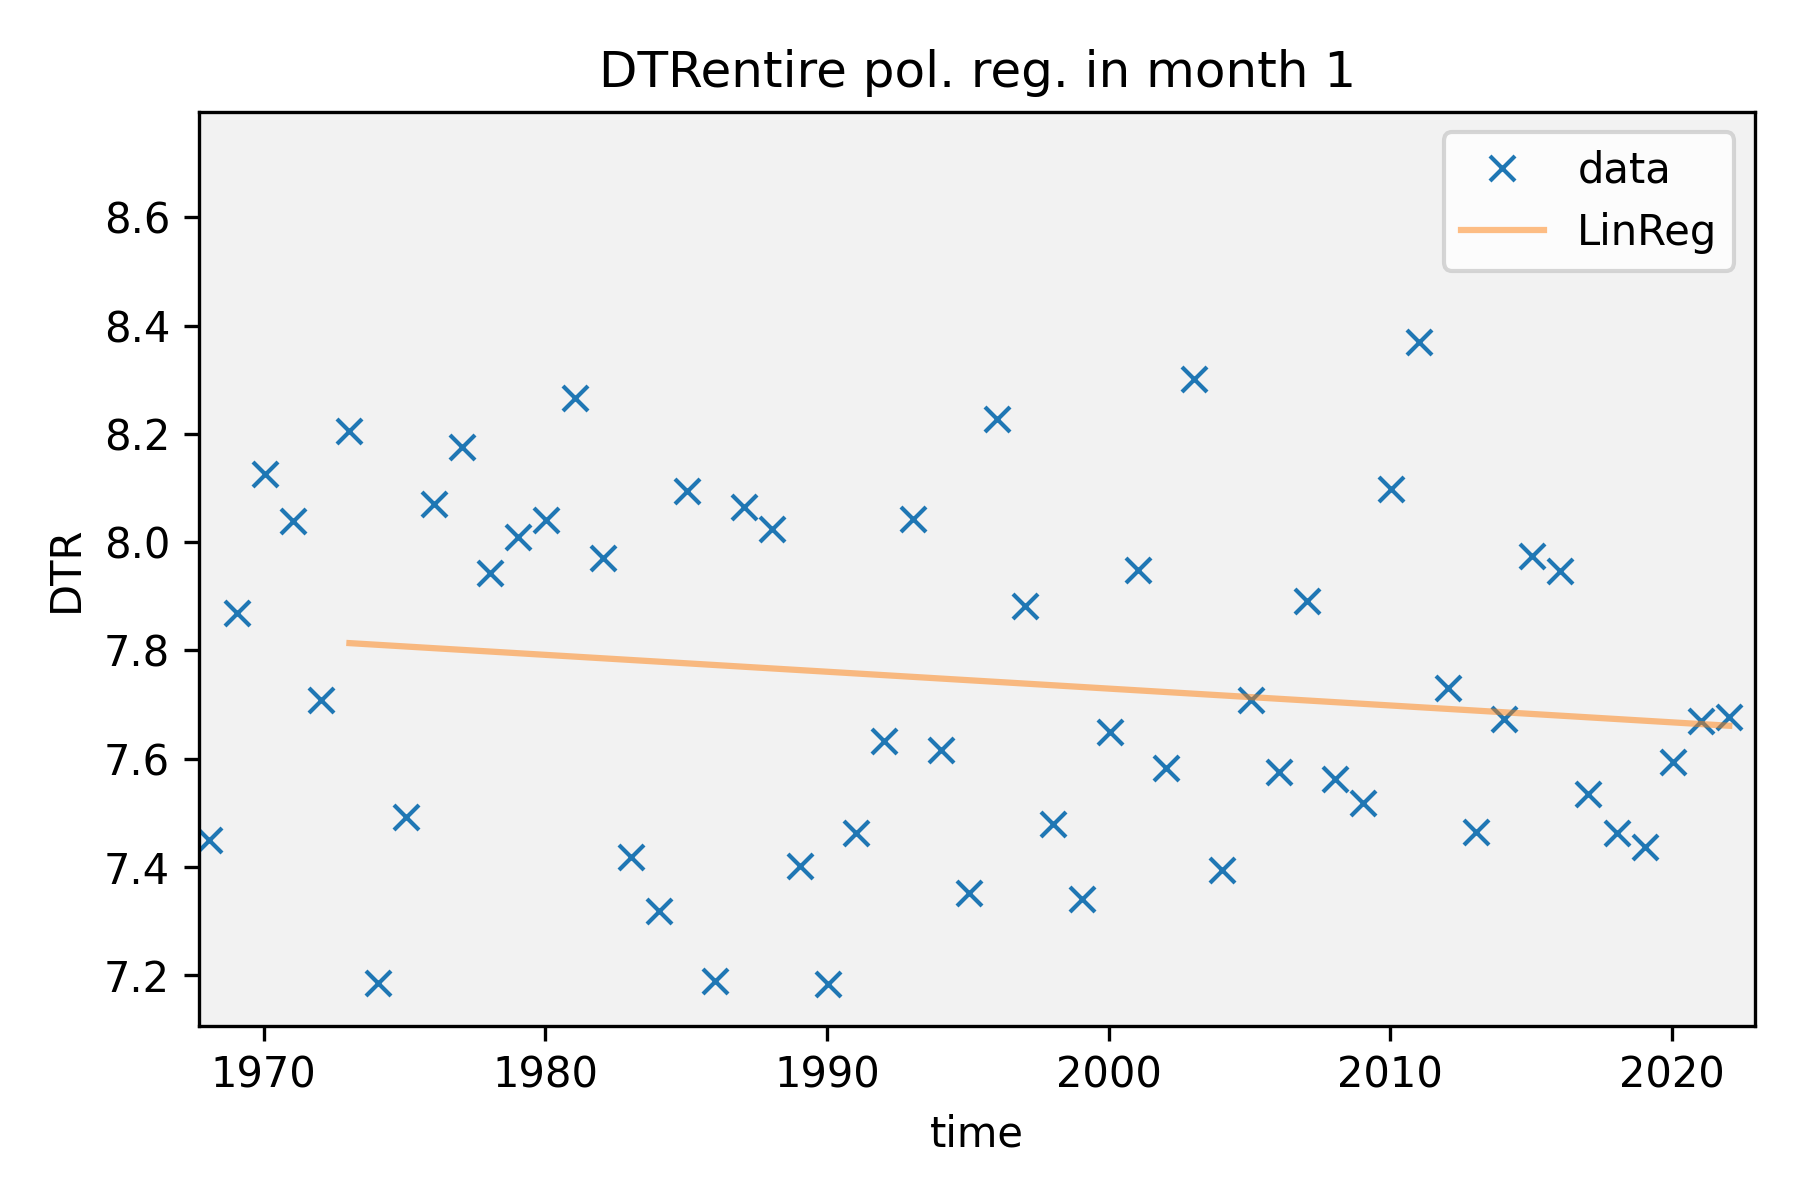 DTRentire pol. reg. in month 1
data
LinReg
8.6
8.4
8.2
8.0
7.8
7.6
7.4
7.2
DTR
1970 1980 1990 2000 2010 2020
time